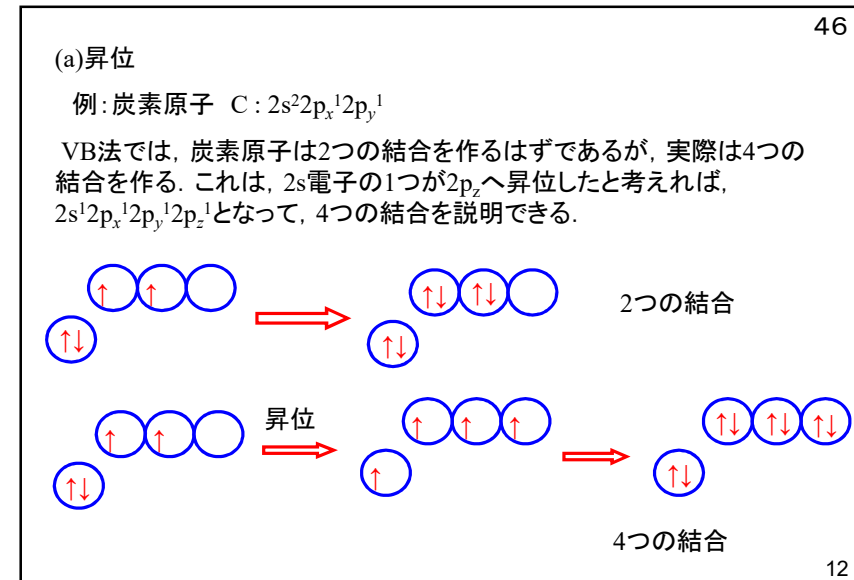 46
(a)昇位
例:炭素原子 C : 2s²2pₓ¹2pᵧ¹
VB法では，炭素原子は2つの結合を作るはずであるが，実際は4つの
結合を作る．これは，2s電子の1つが2p_zへ昇位したと考えれば，
2s¹2pₓ¹2pᵧ¹2p_z¹となって，4つの結合を説明できる．
↑ ↑
↑↓
↑↓ ↑↓
↑↓
2つの結合
↑ ↑
↑↓
昇位
↑ ↑ ↑
↑
↑↓ ↑↓ ↑↓
↑↓
4つの結合
12